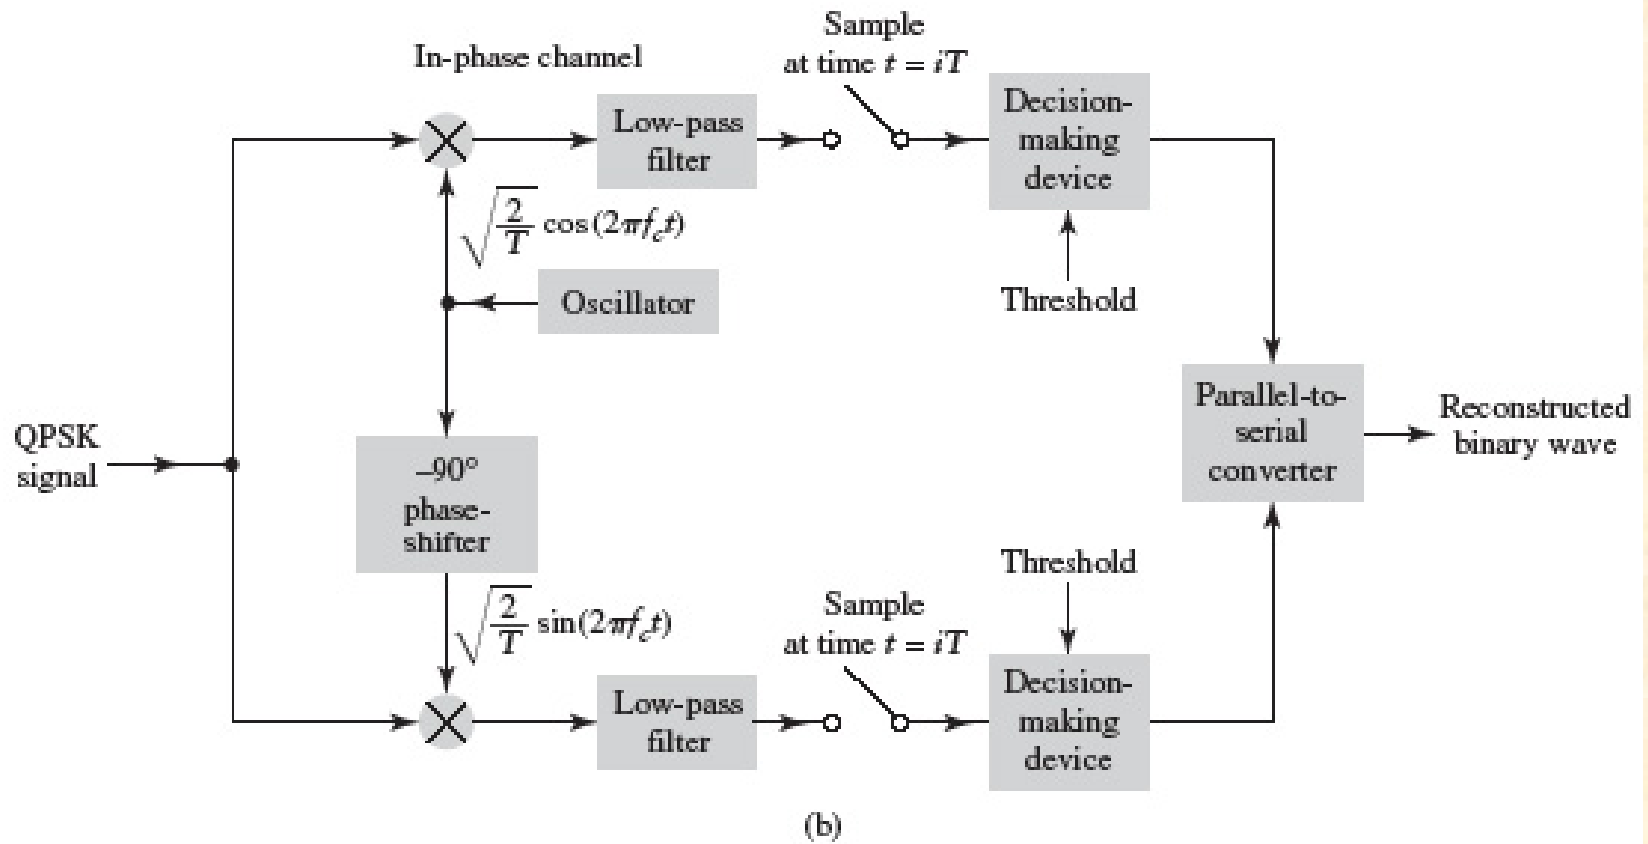 Sample
at time t = iT
In-phase channel
Low-pass
filter
Decision-
making
device
√(2/T) cos(2πf_ct)
Threshold
Oscillator
QPSK
signal
–90°
phase-
shifter
Parallel-to-
serial
converter
Reconstructed
binary wave
√(2/T) sin(2πf_ct)
Threshold
Sample
at time t = iT
Low-pass
filter
Decision-
making
device
(b)